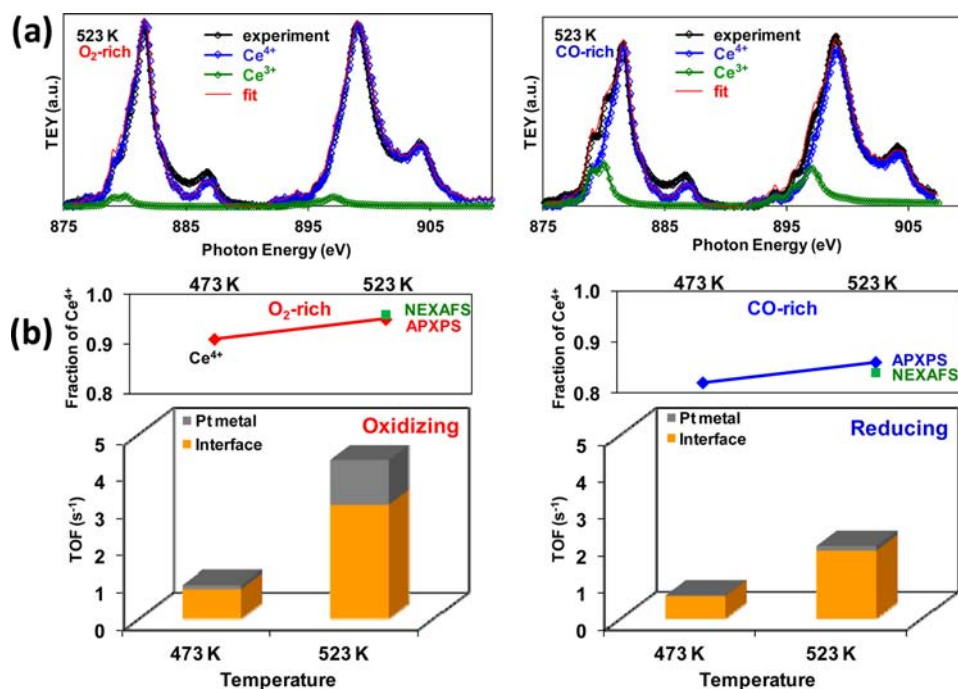 (a)
523 K
O₂-rich
experiment
Ce⁴⁺
Ce³⁺
fit
TEY (a.u.)
875 885 895 905
Photon Energy (eV)
523 K
CO-rich
experiment
Ce⁴⁺
Ce³⁺
fit
TEY (a.u.)
875 885 895 905
Photon Energy (eV)
(b)
473 K 523 K
Fraction of Ce⁴⁺
1.0
0.9
0.8
O₂-rich
NEXAFS
APXPS
Ce⁴⁺
473 K 523 K
Fraction of Ce⁴⁺
1.0
0.9
0.8
CO-rich
APXPS
NEXAFS
Pt metal
Interface
Oxidizing
TOF (s⁻¹)
5
4
3
2
1
0
473 K 523 K
Temperature
Pt metal
Interface
Reducing
TOF (s⁻¹)
5
4
3
2
1
0
473 K 523 K
Temperature